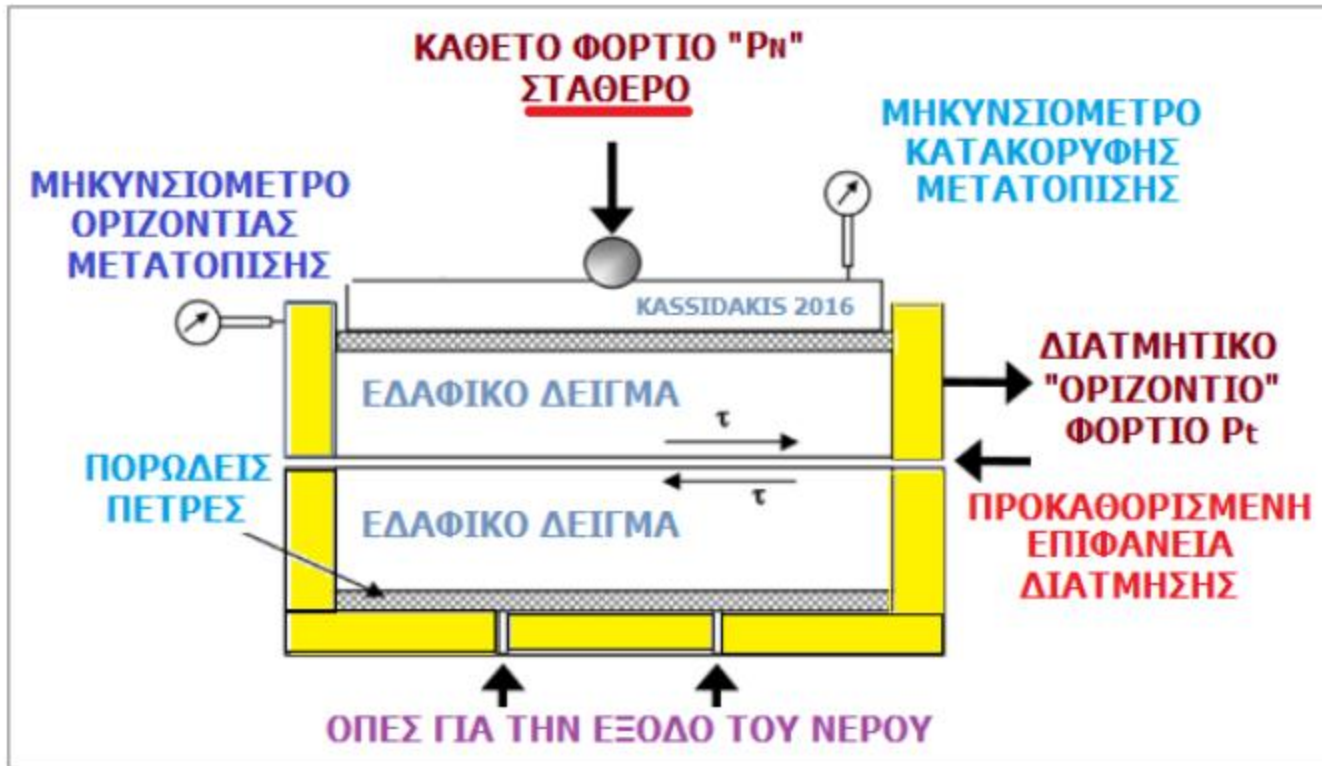 ΚΑΘΕΤΟ ΦΟΡΤΙΟ "PN"
ΣΤΑΘΕΡΟ
ΜΗΚΥΝΣΙΟΜΕΤΡΟ
ΚΑΤΑΚΟΡΥΦΗΣ
ΜΕΤΑΤΟΠΙΣΗΣ
ΜΗΚΥΝΣΙΟΜΕΤΡΟ
ΟΡΙΖΟΝΤΙΑΣ
ΜΕΤΑΤΟΠΙΣΗΣ
KASSIDAKIS 2016
ΕΔΑΦΙΚΟ ΔΕΙΓΜΑ
τ
ΔΙΑΤΜΗΤΙΚΟ
"ΟΡΙΖΟΝΤΙΟ"
ΦΟΡΤΙΟ Pt
ΠΟΡΩΔΕΙΣ
ΠΕΤΡΕΣ
τ
ΕΔΑΦΙΚΟ ΔΕΙΓΜΑ
ΠΡΟΚΑΘΟΡΙΣΜΕΝΗ
ΕΠΙΦΑΝΕΙΑ
ΔΙΑΤΜΗΣΗΣ
ΟΠΕΣ ΓΙΑ ΤΗΝ ΕΞΟΔΟ ΤΟΥ ΝΕΡΟΥ